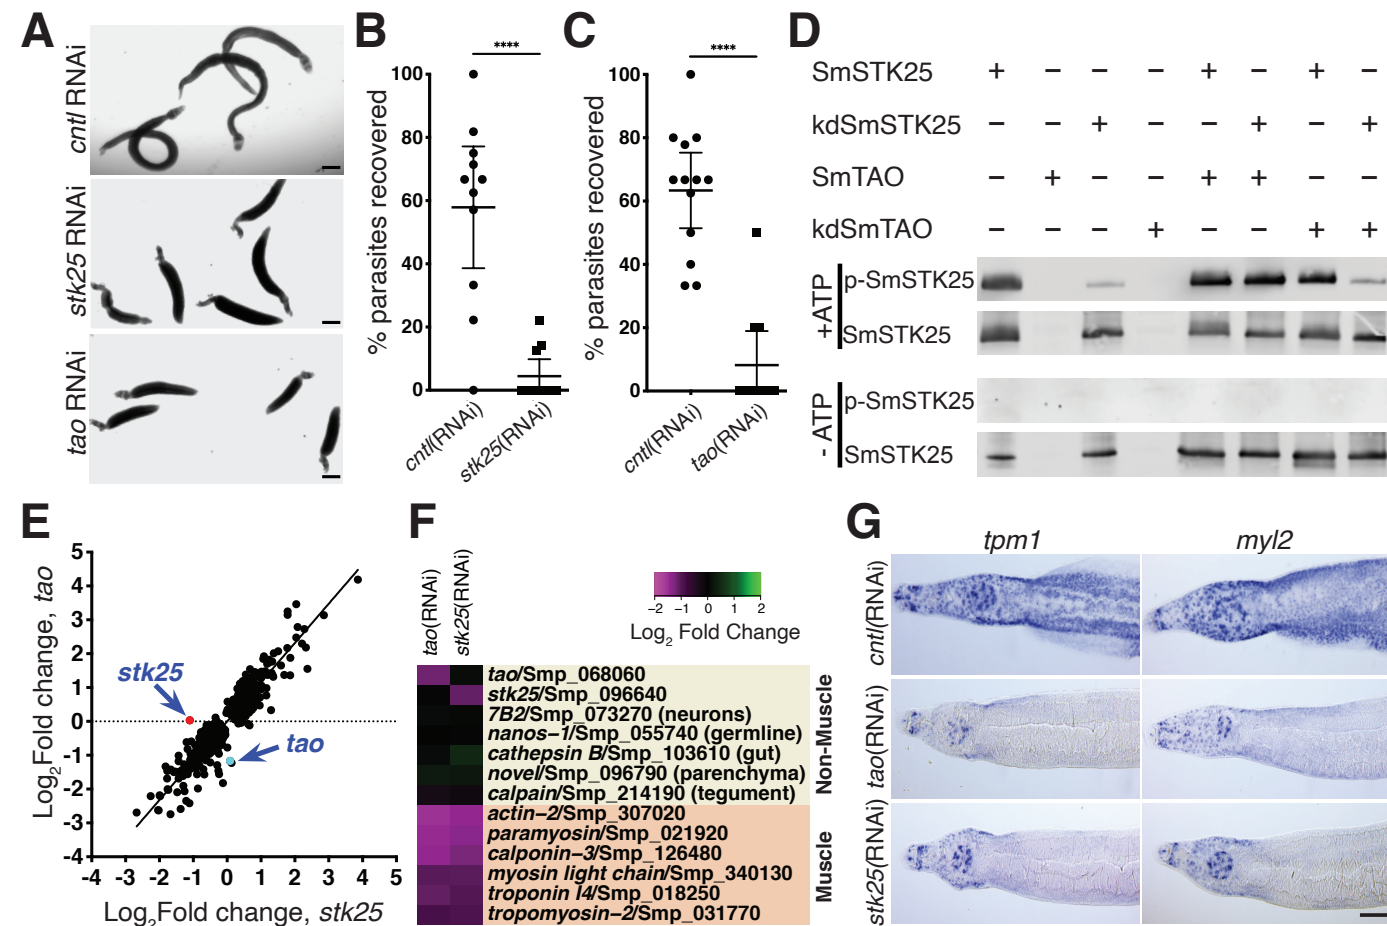 A
cntl RNAi
stk25 RNAi
tao RNAi
B
****
% parasites recovered
100
80
60
40
20
0
cntl(RNAi)
stk25(RNAi)
C
****
% parasites recovered
100
80
60
40
20
0
cntl(RNAi)
tao(RNAi)
D
SmSTK25 + − − − + − + −
kdSmSTK25 − − + − − + − +
SmTAO − + − − + + − −
kdSmTAO − − − + − − + +
+ATP
p-SmSTK25
SmSTK25
- ATP
p-SmSTK25
SmSTK25
E
Log2Fold change, tao
5
4
3
2
1
0
-1
-2
-3
-4
stk25
tao
-4 -3 -2 -1 0 1 2 3 4 5
Log2Fold change, stk25
F
tao(RNAi)
stk25(RNAi)
−2 −1 0 1 2
Log2 Fold Change
tao/Smp_068060
stk25/Smp_096640
7B2/Smp_073270 (neurons)
nanos−1/Smp_055740 (germline)
cathepsin B/Smp_103610 (gut)
novel/Smp_096790 (parenchyma)
calpain/Smp_214190 (tegument)
actin−2/Smp_307020
paramyosin/Smp_021920
calponin−3/Smp_126480
myosin light chain/Smp_340130
troponin I4/Smp_018250
tropomyosin−2/Smp_031770
Non-Muscle
Muscle
G
tpm1 myl2
cntl(RNAi)
tao(RNAi)
stk25(RNAi)